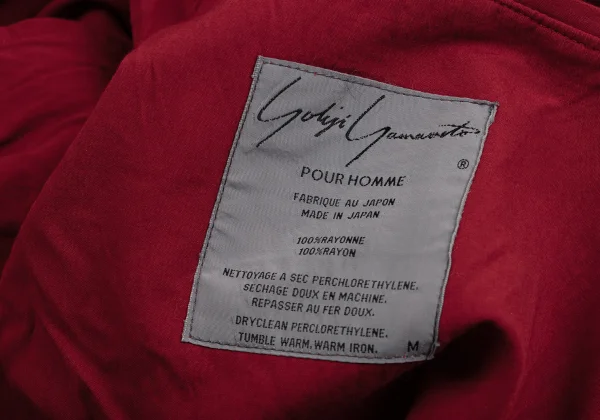 Yohji Yamamoto
®
POUR HOMME
FABRIQUE AU JAPON
MADE IN JAPAN
100%RAYONNE
100%RAYON
NETTOYAGE A SEC PERCHLORETHYLENE.
SECHAGE DOUX EN MACHINE.
REPASSER AU FER DOUX.
DRYCLEAN PERCLORETHYLENE.
TUMBLE WARM. WARM IRON. M